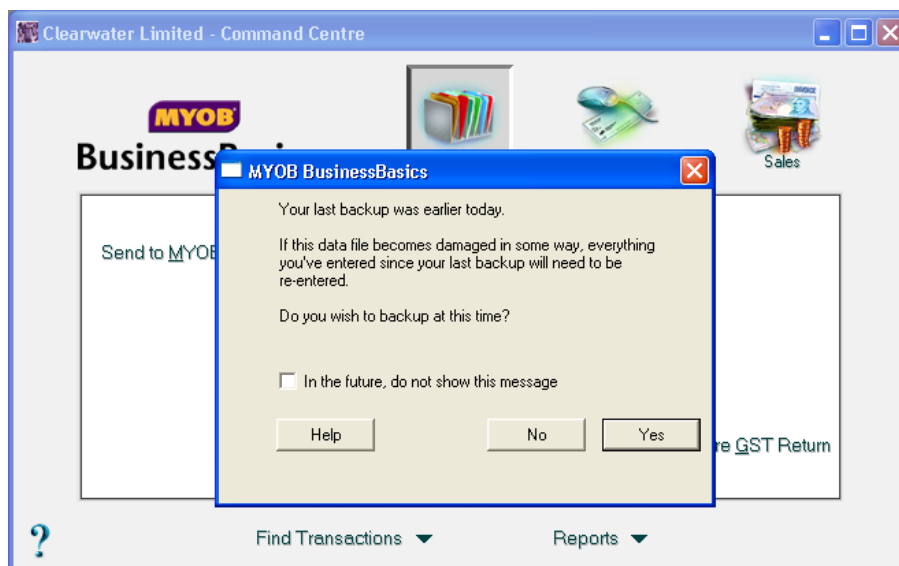 Clearwater Limited - Command Centre
MYOB
Business
Sales
MYOB BusinessBasics
Your last backup was earlier today.
If this data file becomes damaged in some way, everything
you've entered since your last backup will need to be
re-entered.
Do you wish to backup at this time?
In the future, do not show this message
Help
No
Yes
Send to MYOB
GST Return
?
Find Transactions
Reports